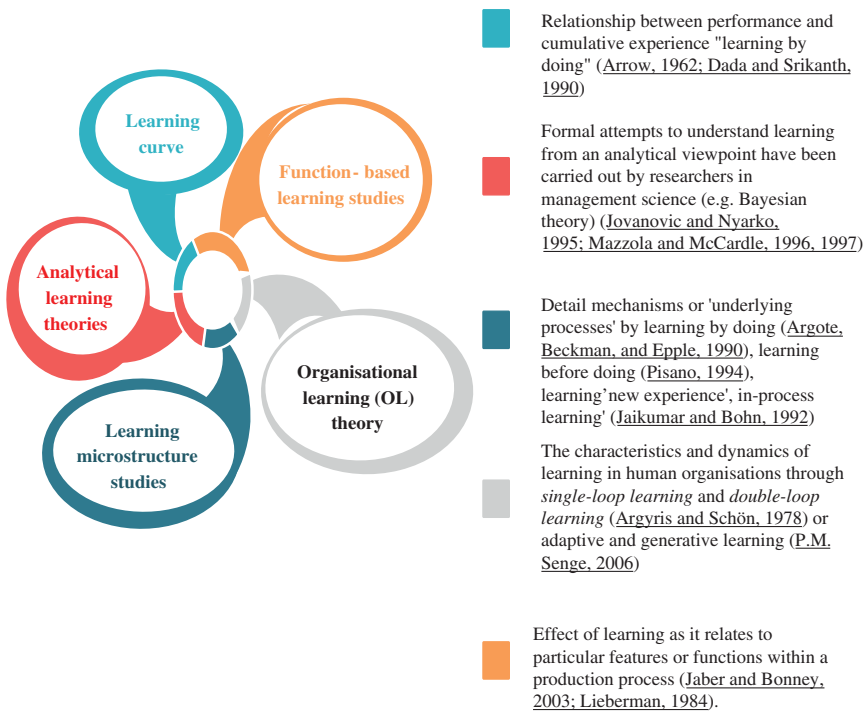 Learning
curve
Function- based
learning studies
Analytical
learning
theories
Organisational
learning (OL)
theory
Learning
microstructure
studies
Relationship between performance and
cumulative experience "learning by
doing" (Arrow, 1962; Dada and Srikanth,
1990)
Formal attempts to understand learning
from an analytical viewpoint have been
carried out by researchers in
management science (e.g. Bayesian
theory) (Jovanovic and Nyarko,
1995; Mazzola and McCardle, 1996, 1997)
Detail mechanisms or 'underlying
processes' by learning by doing (Argote,
Beckman, and Epple, 1990), learning
before doing (Pisano, 1994),
learning’new experience', in-process
learning' (Jaikumar and Bohn, 1992)
The characteristics and dynamics of
learning in human organisations through
single-loop learning and double-loop
learning (Argyris and Schön, 1978) or
adaptive and generative learning (P.M.
Senge, 2006)
Effect of learning as it relates to
particular features or functions within a
production process (Jaber and Bonney,
2003; Lieberman, 1984).